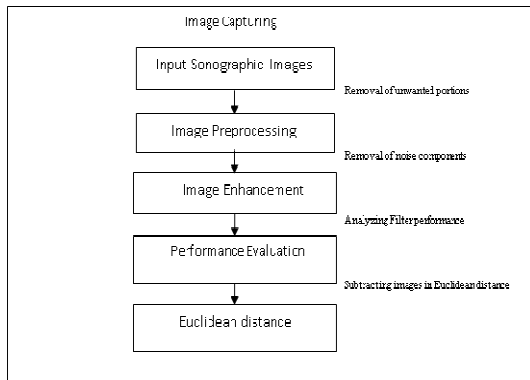 Image Capturing
Input Sonographic Images
Removal of unwanted portions
Image Preprocessing
Removal of noise components
Image Enhancement
Analyzing Filter performance
Performance Evaluation
Subtracting images in Euclidean distance
Euclidean distance